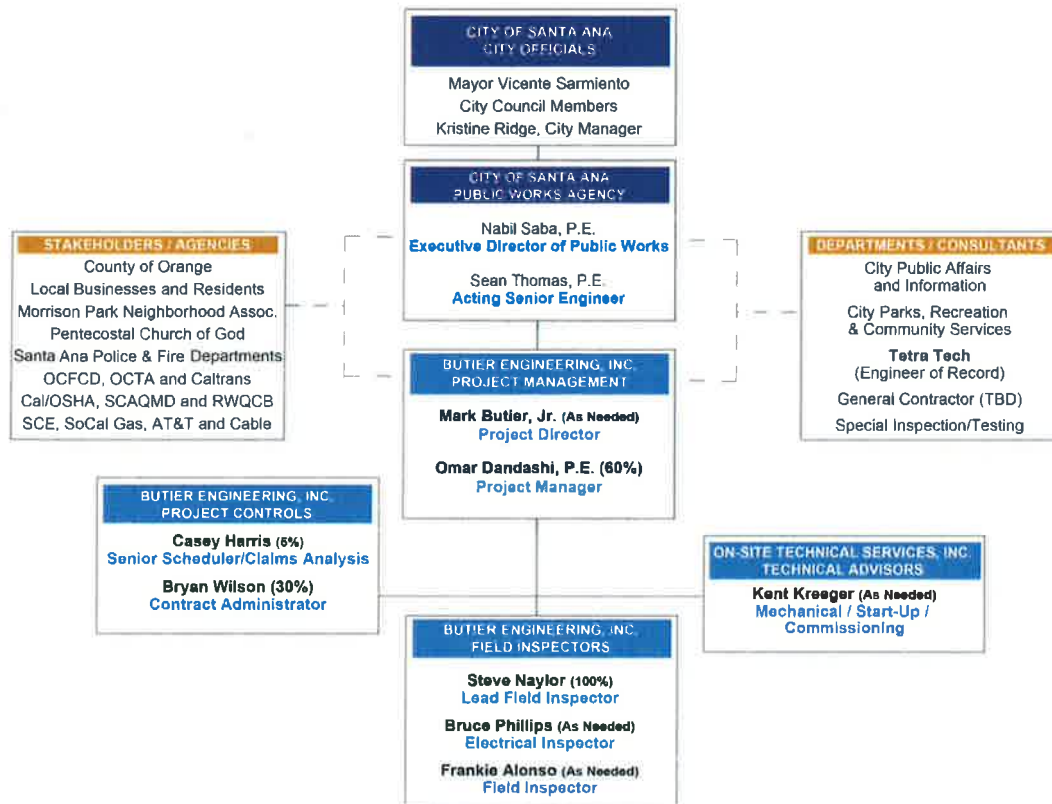 CITY OF SANTA ANA
CITY OFFICIALS
Mayor Vicente Sarmiento
City Council Members
Kristine Ridge, City Manager
CITY OF SANTA ANA
PUBLIC WORKS AGENCY
Nabil Saba, P.E.
Executive Director of Public Works
Sean Thomas, P.E.
Acting Senior Engineer
STAKEHOLDERS / AGENCIES
County of Orange
Local Businesses and Residents
Morrison Park Neighborhood Assoc.
Pentecostal Church of God
Santa Ana Police & Fire Departments
OCFCD, OCTA and Caltrans
Cal/OSHA, SCAQMD and RWQCB
SCE, SoCal Gas, AT&T and Cable
DEPARTMENTS / CONSULTANTS
City Public Affairs
and Information
City Parks, Recreation
& Community Services
Tetra Tech
(Engineer of Record)
General Contractor (TBD)
Special Inspection/Testing
BUTIER ENGINEERING, INC.
PROJECT MANAGEMENT
Mark Butier, Jr. (As Needed)
Project Director
Omar Dandashi, P.E. (60%)
Project Manager
BUTIER ENGINEERING, INC.
PROJECT CONTROLS
Casey Harris (5%)
Senior Scheduler/Claims Analysis
Bryan Wilson (30%)
Contract Administrator
ON-SITE TECHNICAL SERVICES, INC.
TECHNICAL ADVISORS
Kent Kreeger (As Needed)
Mechanical / Start-Up /
Commissioning
BUTIER ENGINEERING, INC.
FIELD INSPECTORS
Steve Naylor (100%)
Lead Field Inspector
Bruce Phillips (As Needed)
Electrical Inspector
Frankie Alonso (As Needed)
Field Inspector